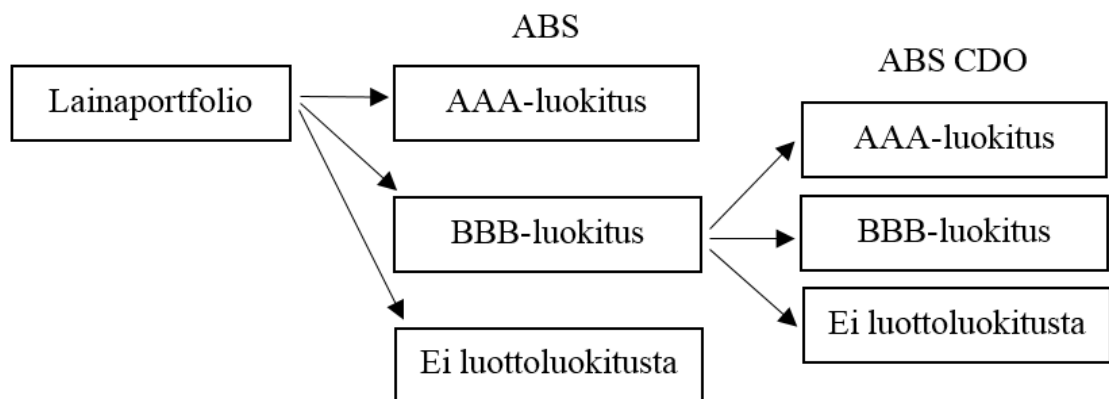 ABS
Lainaportfolio
AAA-luokitus
BBB-luokitus
Ei luottoluokitusta
ABS CDO
AAA-luokitus
BBB-luokitus
Ei luottoluokitusta